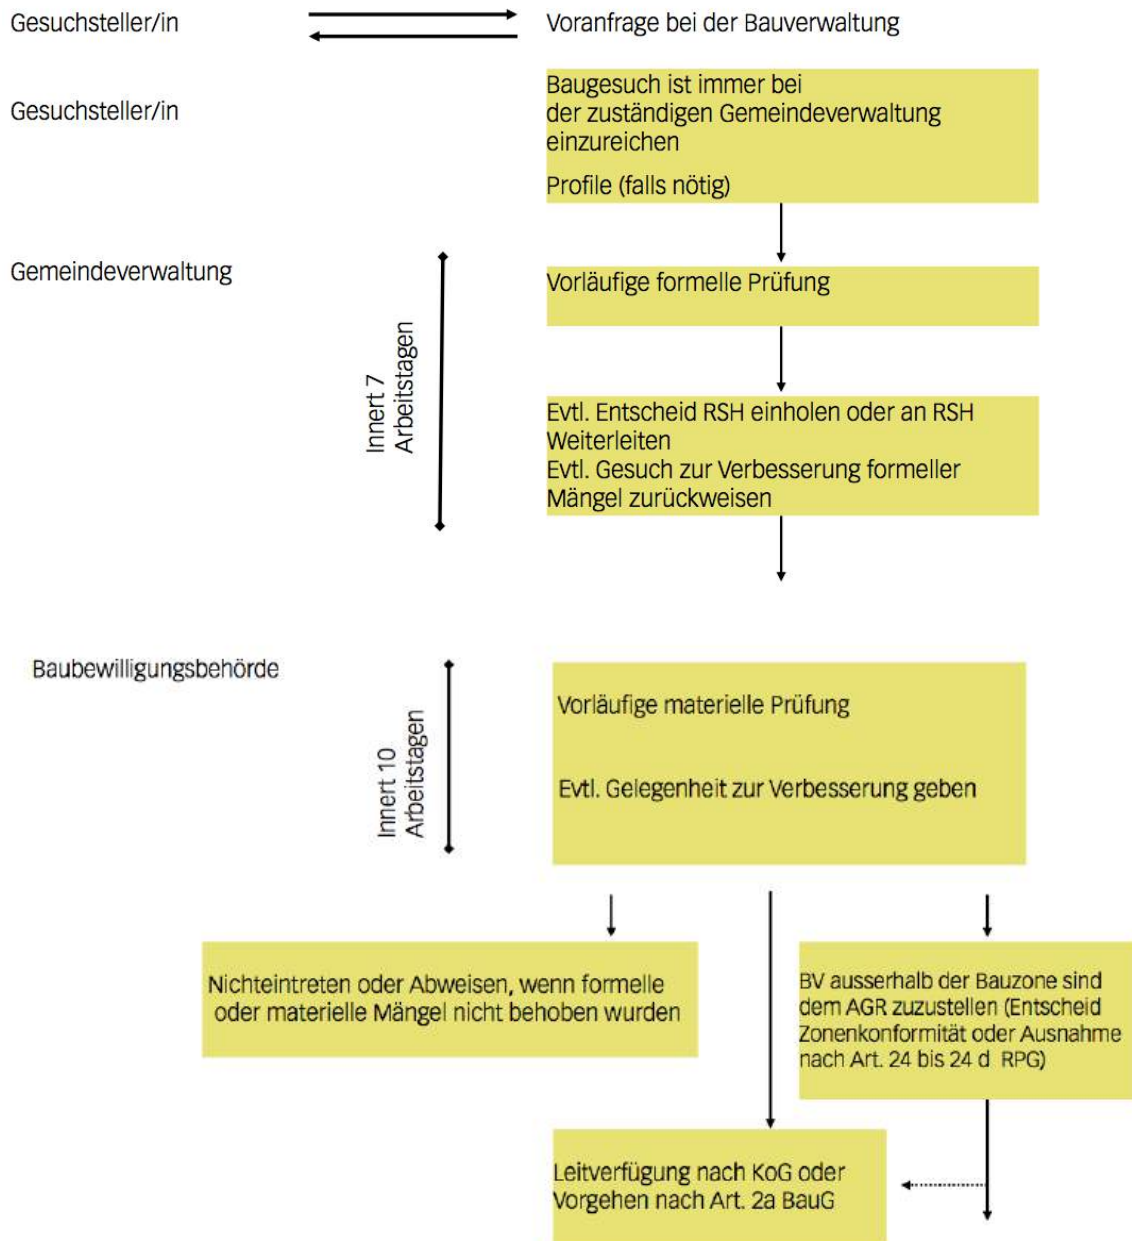 Gesuchsteller/in
Voranfrage bei der Bauverwaltung
Gesuchsteller/in
Baugesuch ist immer bei
der zuständigen Gemeindeverwaltung
einzureichen
Profile (falls nötig)
Gemeindeverwaltung
Vorläufige formelle Prüfung
Innert 7
Arbeitstagen
Evtl. Entscheid RSH einholen oder an RSH
Weiterleiten
Evtl. Gesuch zur Verbesserung formeller
Mängel zurückweisen
Baubewilligungsbehörde
Innert 10
Arbeitstagen
Vorläufige materielle Prüfung
Evtl. Gelegenheit zur Verbesserung geben
Nichteintreten oder Abweisen, wenn formelle
oder materielle Mängel nicht behoben wurden
BV ausserhalb der Bauzone sind
dem AGR zuzustellen (Entscheid
Zonenkonformität oder Ausnahme
nach Art. 24 bis 24 d RPG)
Leitverfügung nach KoG oder
Vorgehen nach Art. 2a BauG